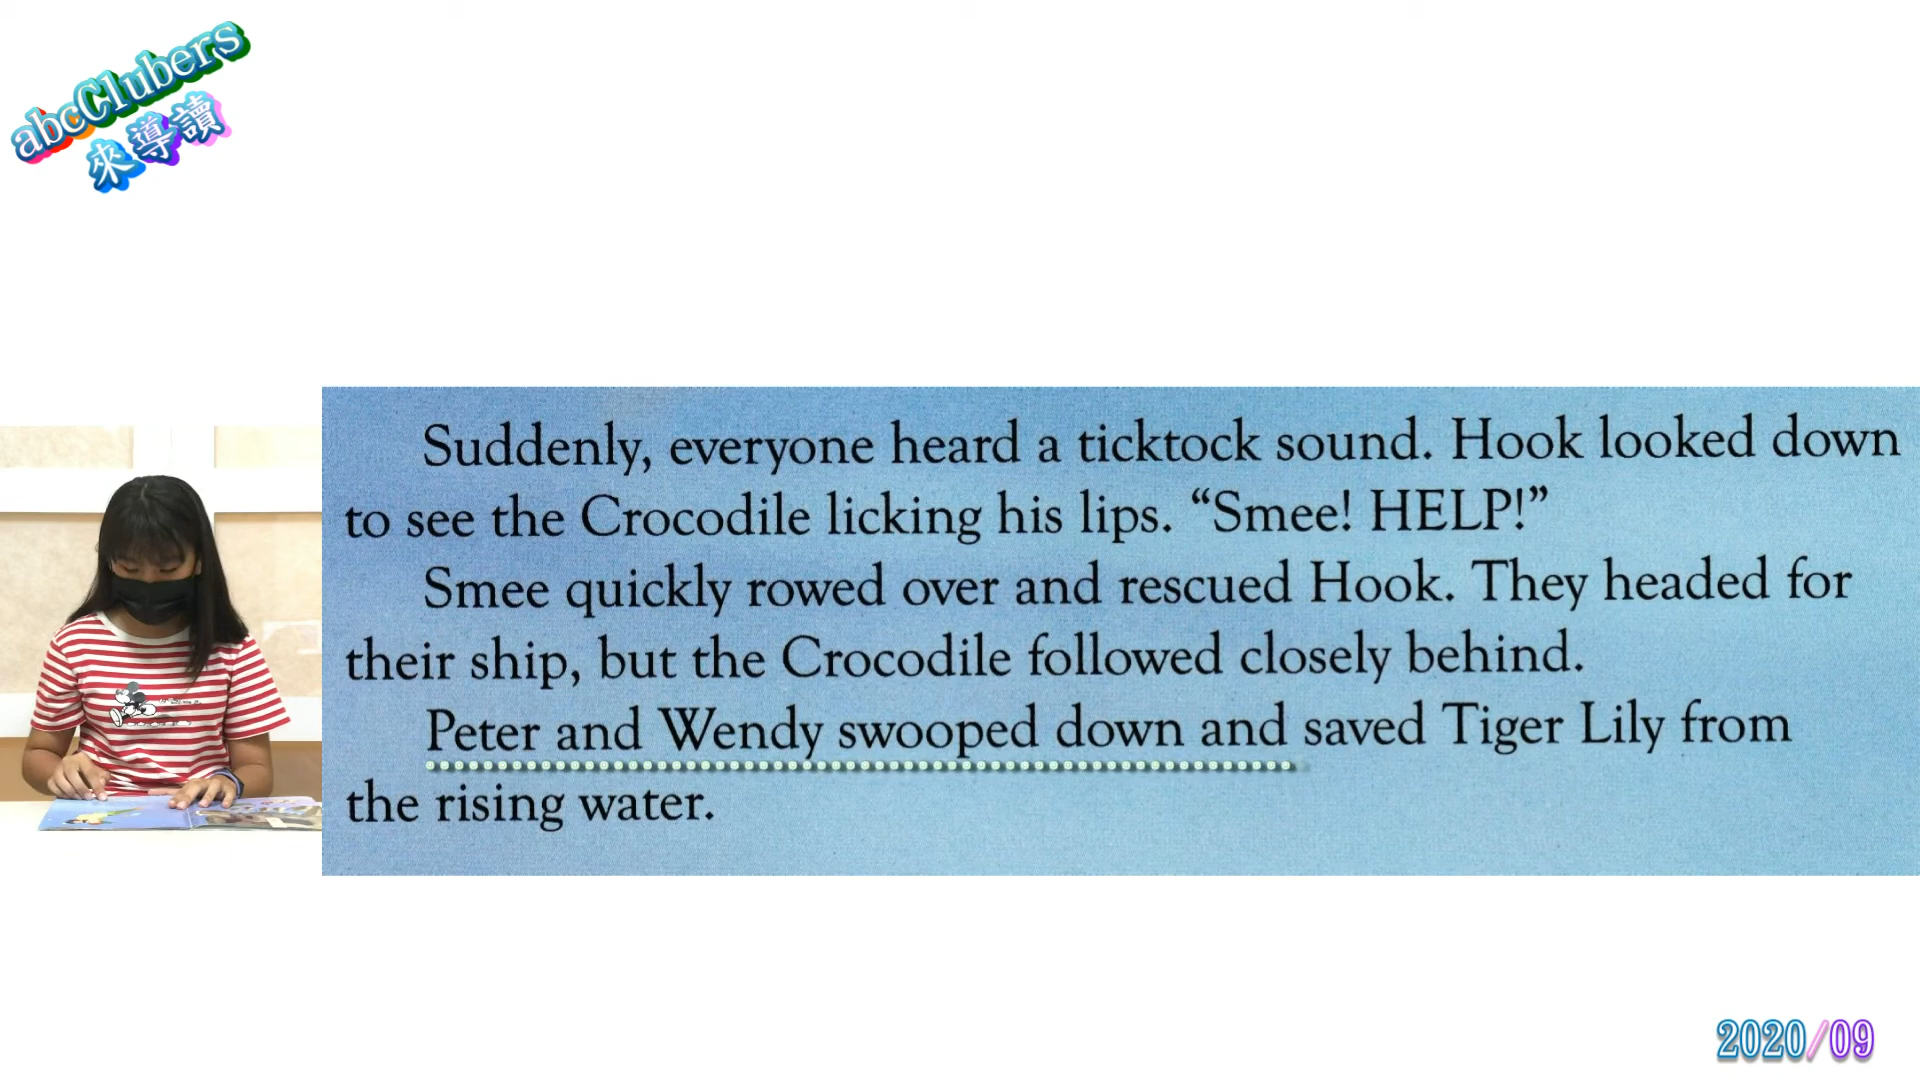 abcClubers
來導讀
Suddenly, everyone heard a ticktock sound. Hook looked down
to see the Crocodile licking his lips. “Smee! HELP!”
Smee quickly rowed over and rescued Hook. They headed for
their ship, but the Crocodile followed closely behind.
Peter and Wendy swooped down and saved Tiger Lily from
the rising water.
2020/09